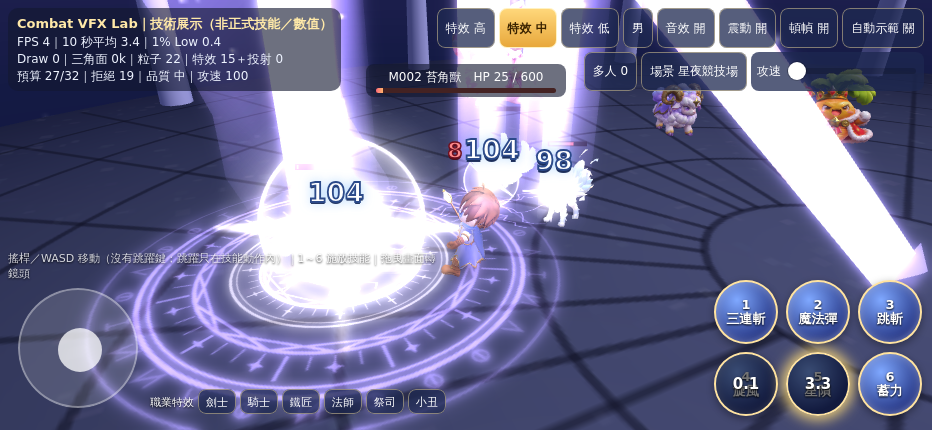 Combat VFX Lab｜技術展示（非正式技能／數值）
FPS 4｜10 秒平均 3.4｜1% Low 0.4
Draw 0｜三角面 0k｜粒子 22｜特效 15＋投射 0
預算 27/32｜拒絕 19｜品質 中｜攻速 100
特效 高
特效 中
特效 低
男
音效 開
震動 開
頓幀 開
自動示範 關
多人 0
場景 星夜競技場
攻速
M002 苔角獸 HP 25 / 600
8
104
98
104
搖桿／WASD 移動（沒有跳躍鍵；跳躍只在技能動作內）｜1～6 施放技能｜拖曳畫面轉
鏡頭
1
三連斬
2
魔法彈
3
跳斬
4
0.1
旋風
5
3.3
星隕
6
蓄力
職業特效
劍士
騎士
鐵匠
法師
祭司
小丑